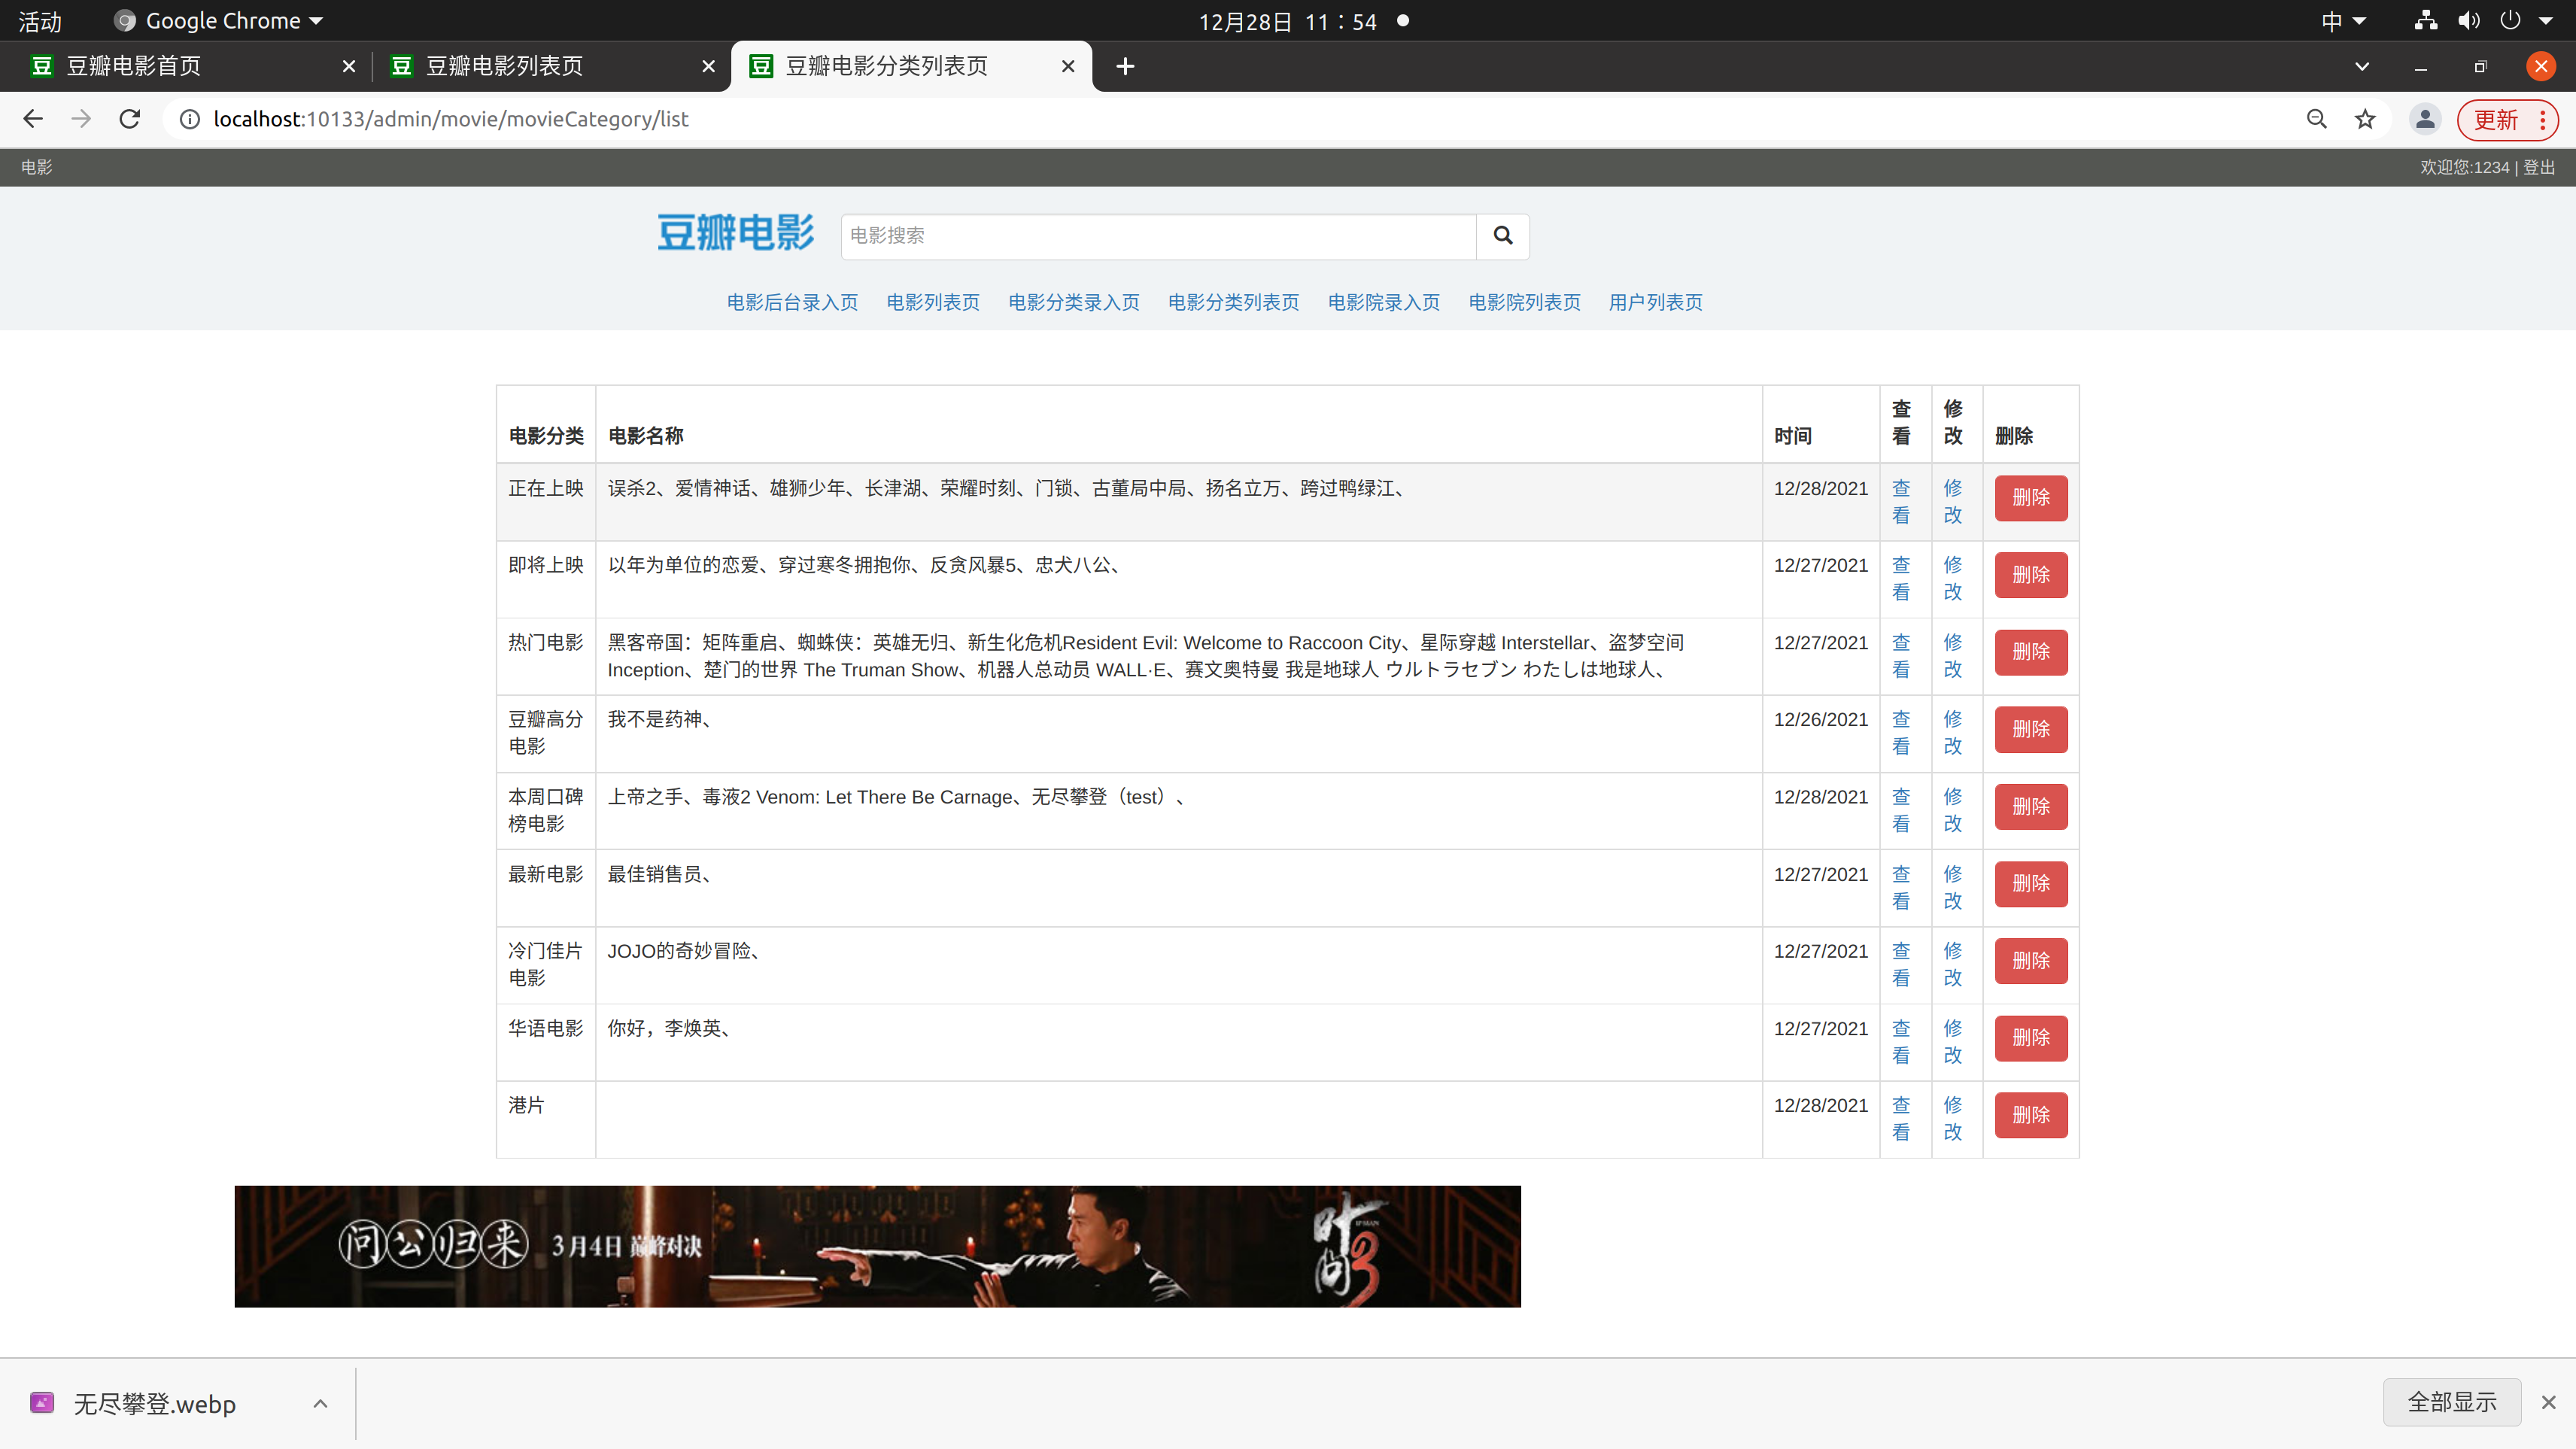 活动 Google Chrome 12月28日 11：54 中
豆瓣电影首页 豆瓣电影列表页 豆瓣电影分类列表页
localhost:10133/admin/movie/movieCategory/list 更新
电影 欢迎您:1234 | 登出
豆瓣电影 电影搜索
电影后台录入页 电影列表页 电影分类录入页 电影分类列表页 电影院录入页 电影院列表页 用户列表页
电影分类 电影名称 时间 查看 修改 删除
正在上映 误杀2、爱情神话、雄狮少年、长津湖、荣耀时刻、门锁、古董局中局、扬名立万、跨过鸭绿江、 12/28/2021 查看 修改 删除
即将上映 以年为单位的恋爱、穿过寒冬拥抱你、反贪风暴5、忠犬八公、 12/27/2021 查看 修改 删除
热门电影 黑客帝国：矩阵重启、蜘蛛侠：英雄无归、新生化危机Resident Evil: Welcome to Raccoon City、星际穿越 Interstellar、盗梦空间 12/27/2021 查看 修改 删除
Inception、楚门的世界 The Truman Show、机器人总动员 WALL·E、赛文奥特曼 我是地球人 ウルトラセブン わたしは地球人、
豆瓣高分 我不是药神、 12/26/2021 查看 修改 删除
电影
本周口碑 上帝之手、毒液2 Venom: Let There Be Carnage、无尽攀登（test）、 12/28/2021 查看 修改 删除
榜电影
最新电影 最佳销售员、 12/27/2021 查看 修改 删除
冷门佳片 JOJO的奇妙冒险、 12/27/2021 查看 修改 删除
电影
华语电影 你好，李焕英、 12/27/2021 查看 修改 删除
港片 12/28/2021 查看 修改 删除
问公归来 3月4日 巅峰对决 叶问3 IP MAN
无尽攀登.webp 全部显示